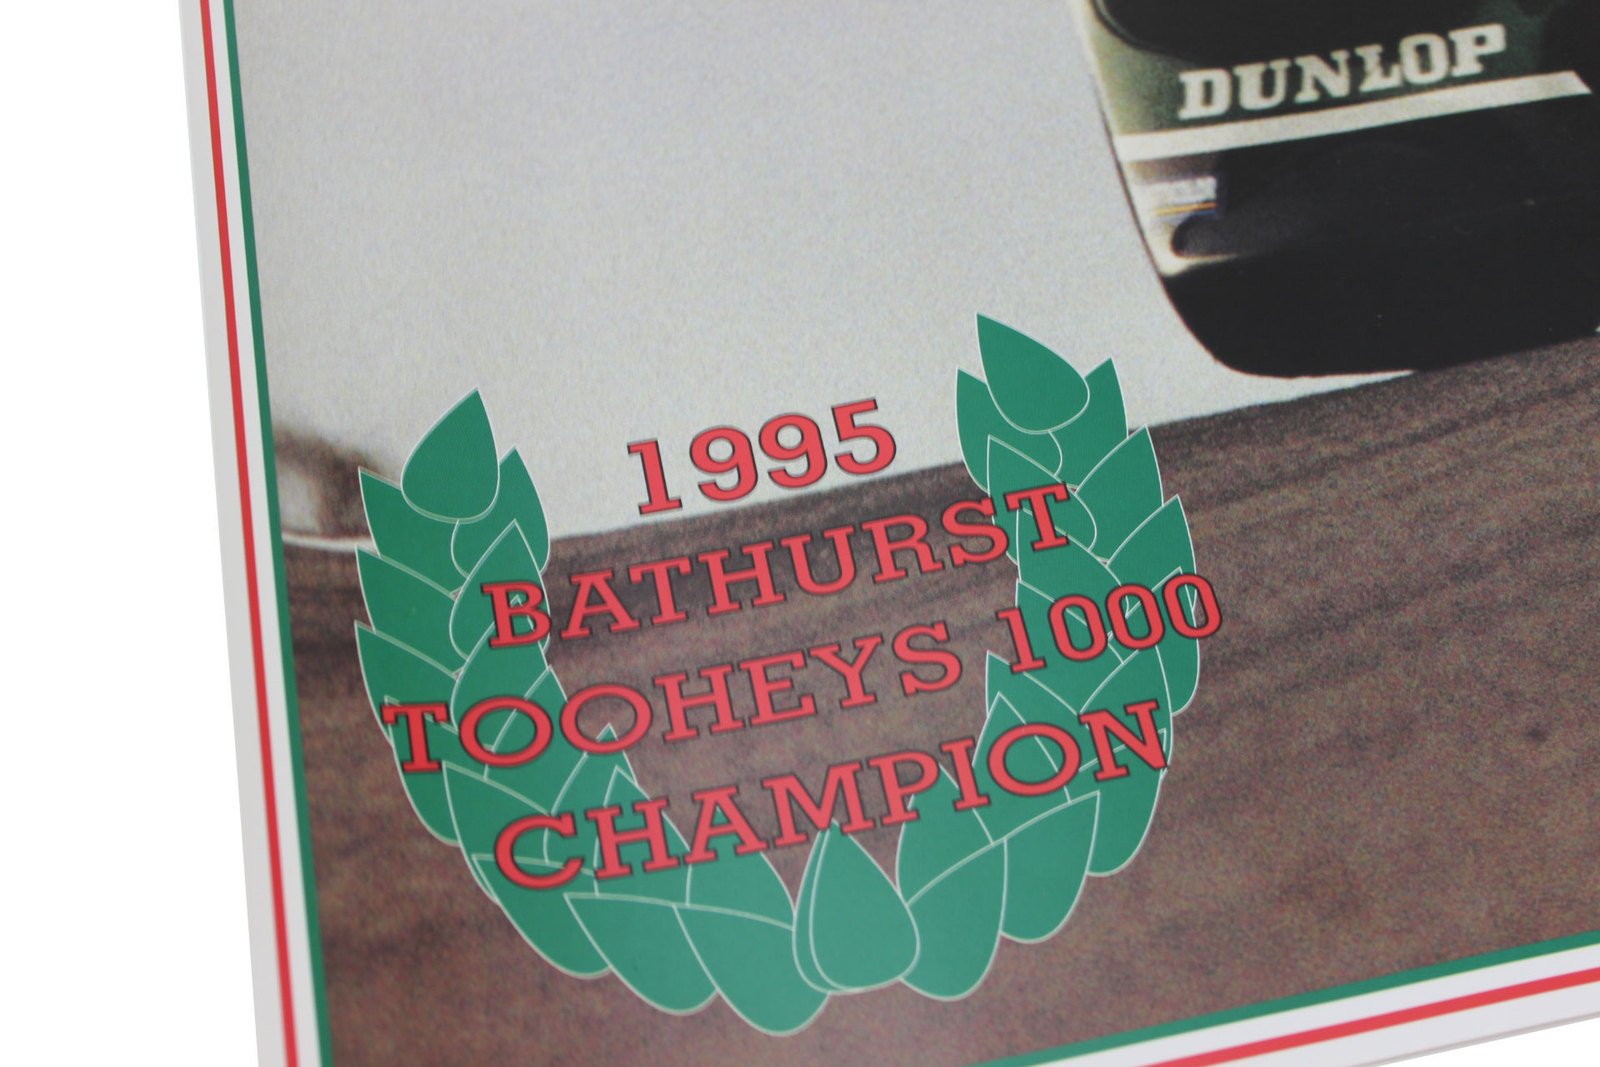 DUNLOP
1995
BATHURST
TOOHEYS 1000
CHAMPION